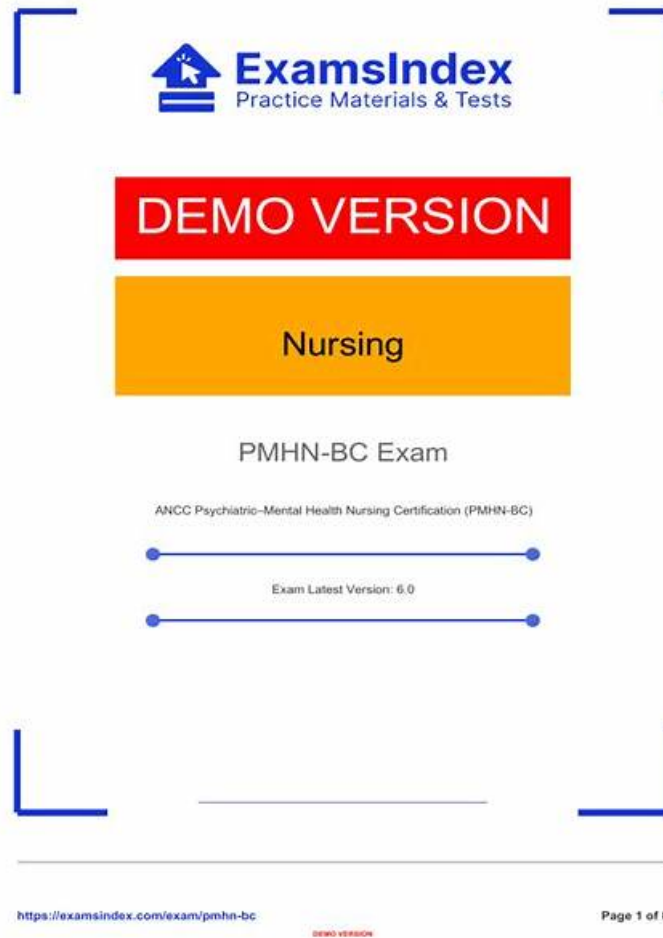 ExamsIndex
Practice Materials & Tests
DEMO VERSION
Nursing
PMHN-BC Exam
ANCC Psychiatric–Mental Health Nursing Certification (PMHN-BC)
Exam Latest Version: 6.0
https://examsindex.com/exam/pmhn-bc
Page 1 of
DEMO VERSION